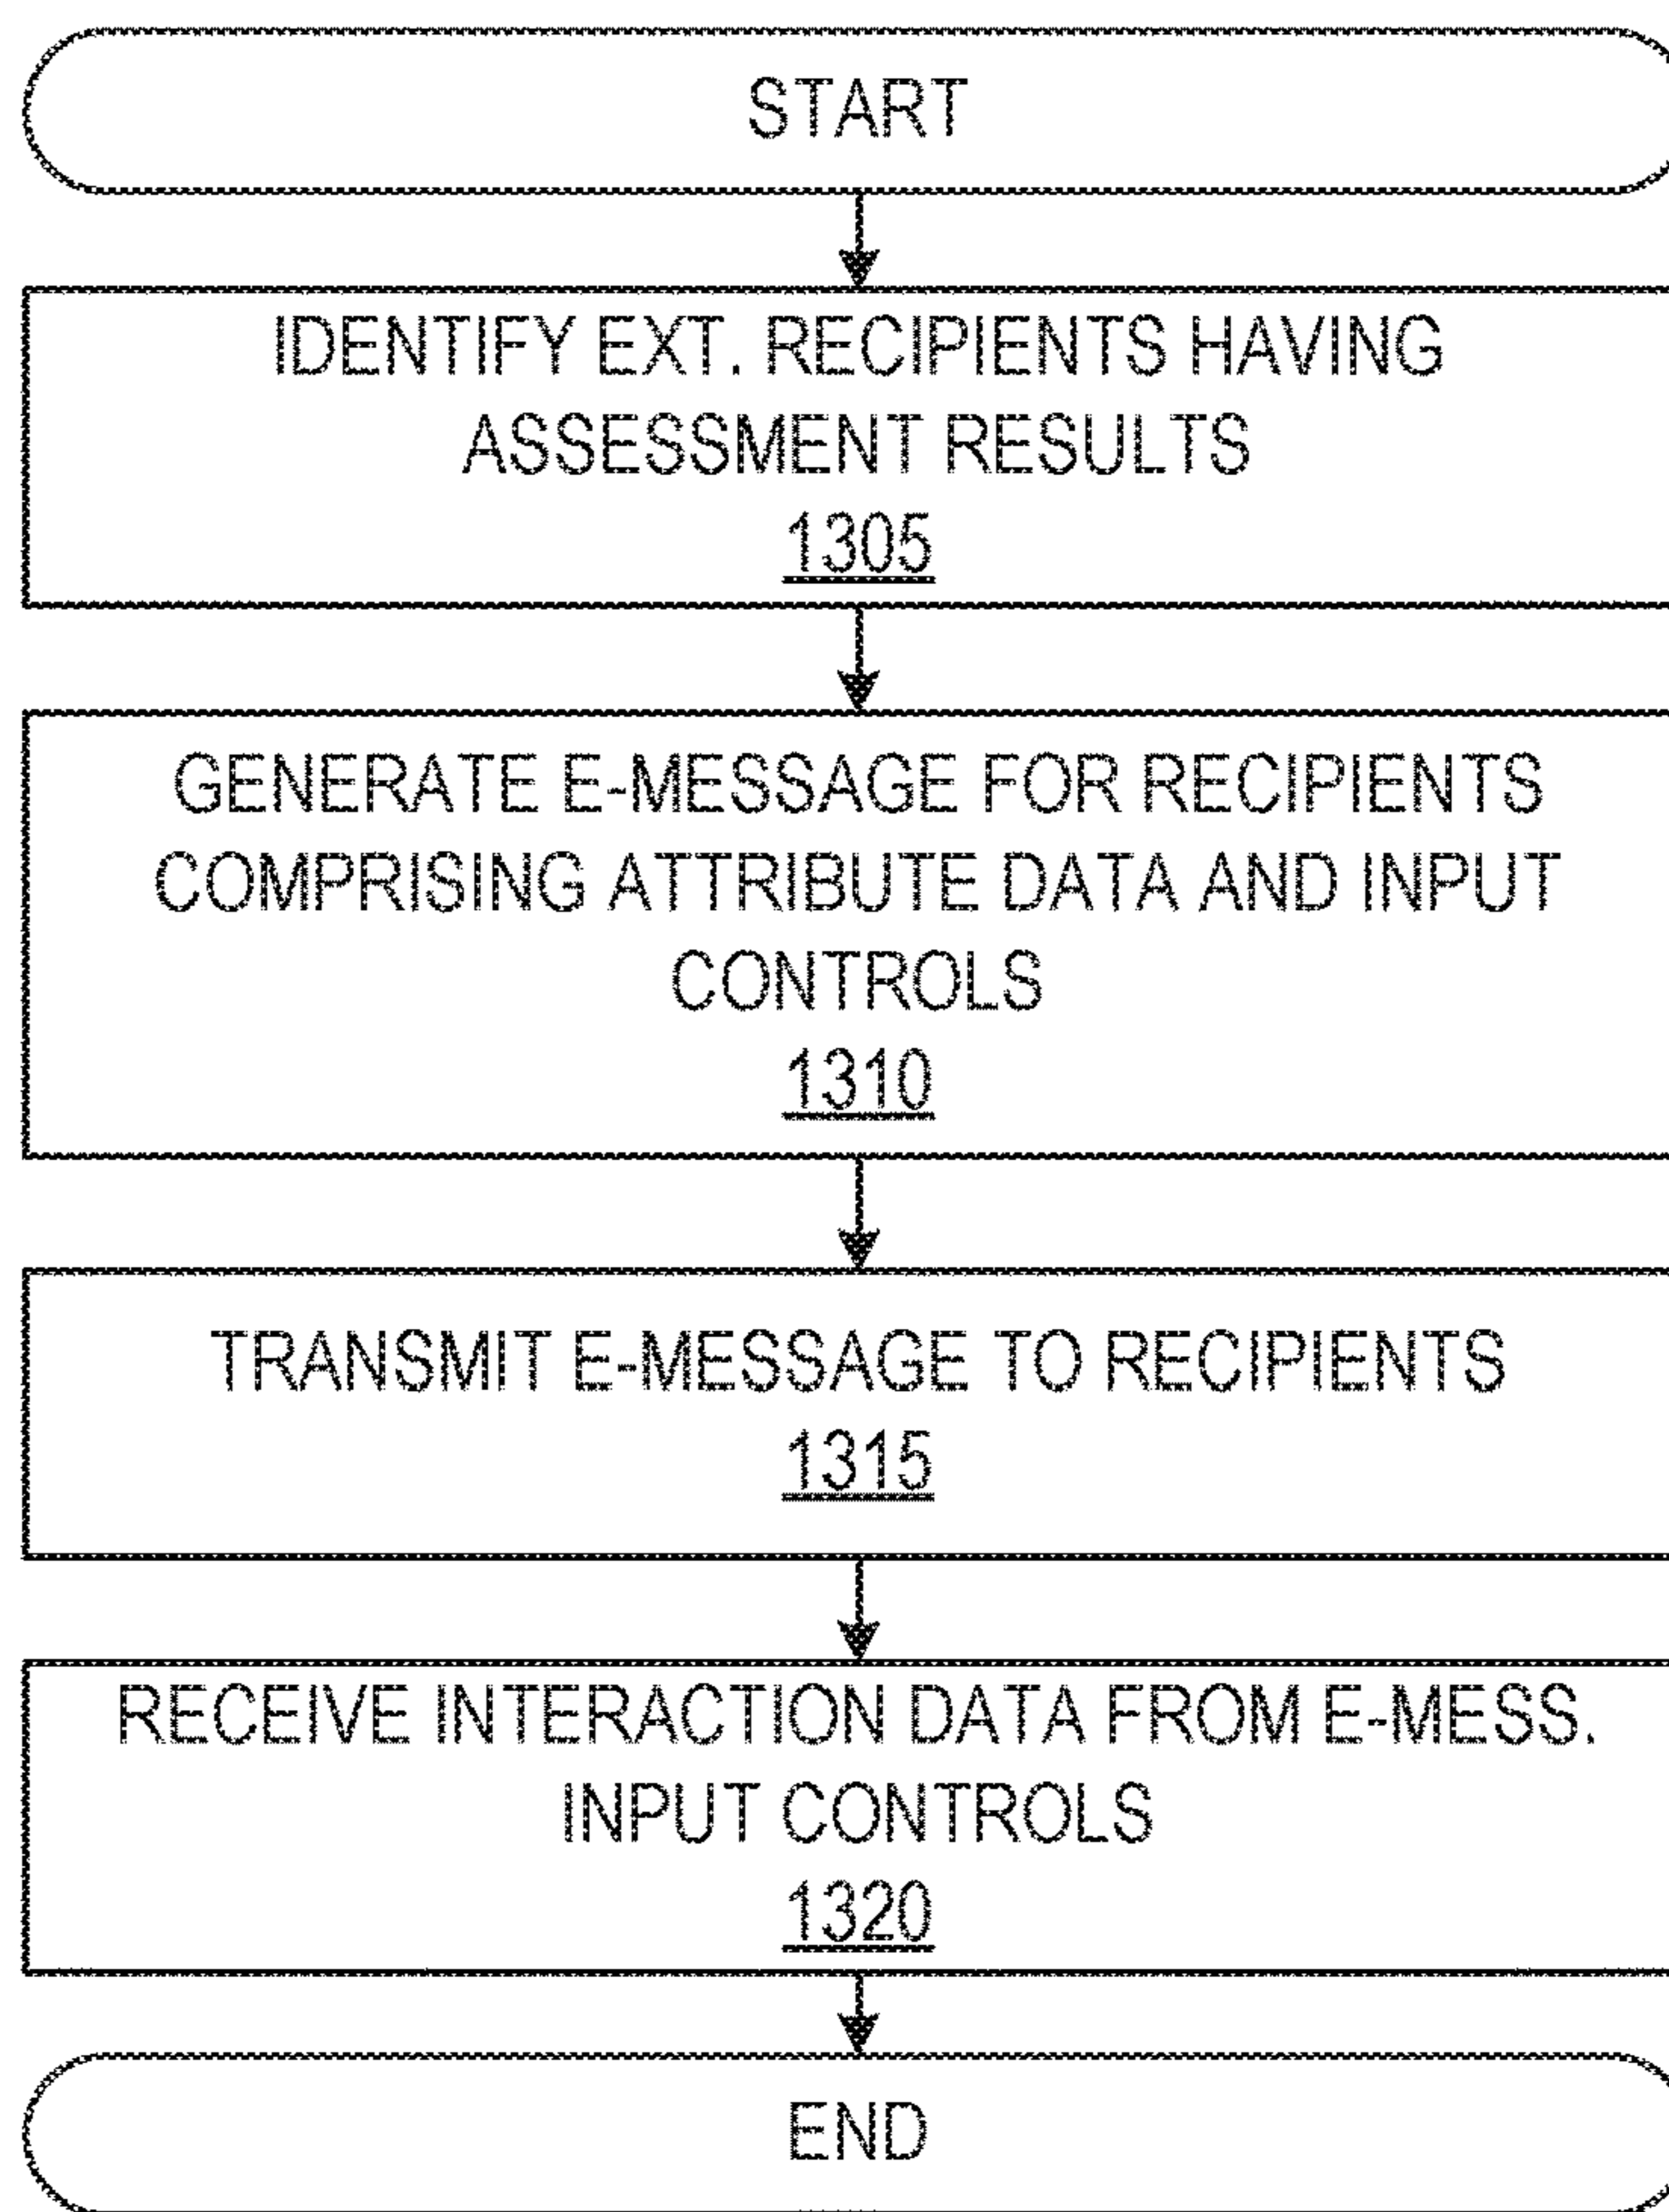 START
IDENTIFY EXT. RECIPIENTS HAVING
ASSESSMENT RESULTS
1305
GENERATE E-MESSAGE FOR RECIPIENTS
COMPRISING ATTRIBUTE DATA AND INPUT
CONTROLS
1310
TRANSMIT E-MESSAGE TO RECIPIENTS
1315
RECEIVE INTERACTION DATA FROM E-MESS.
INPUT CONTROLS
1320
END